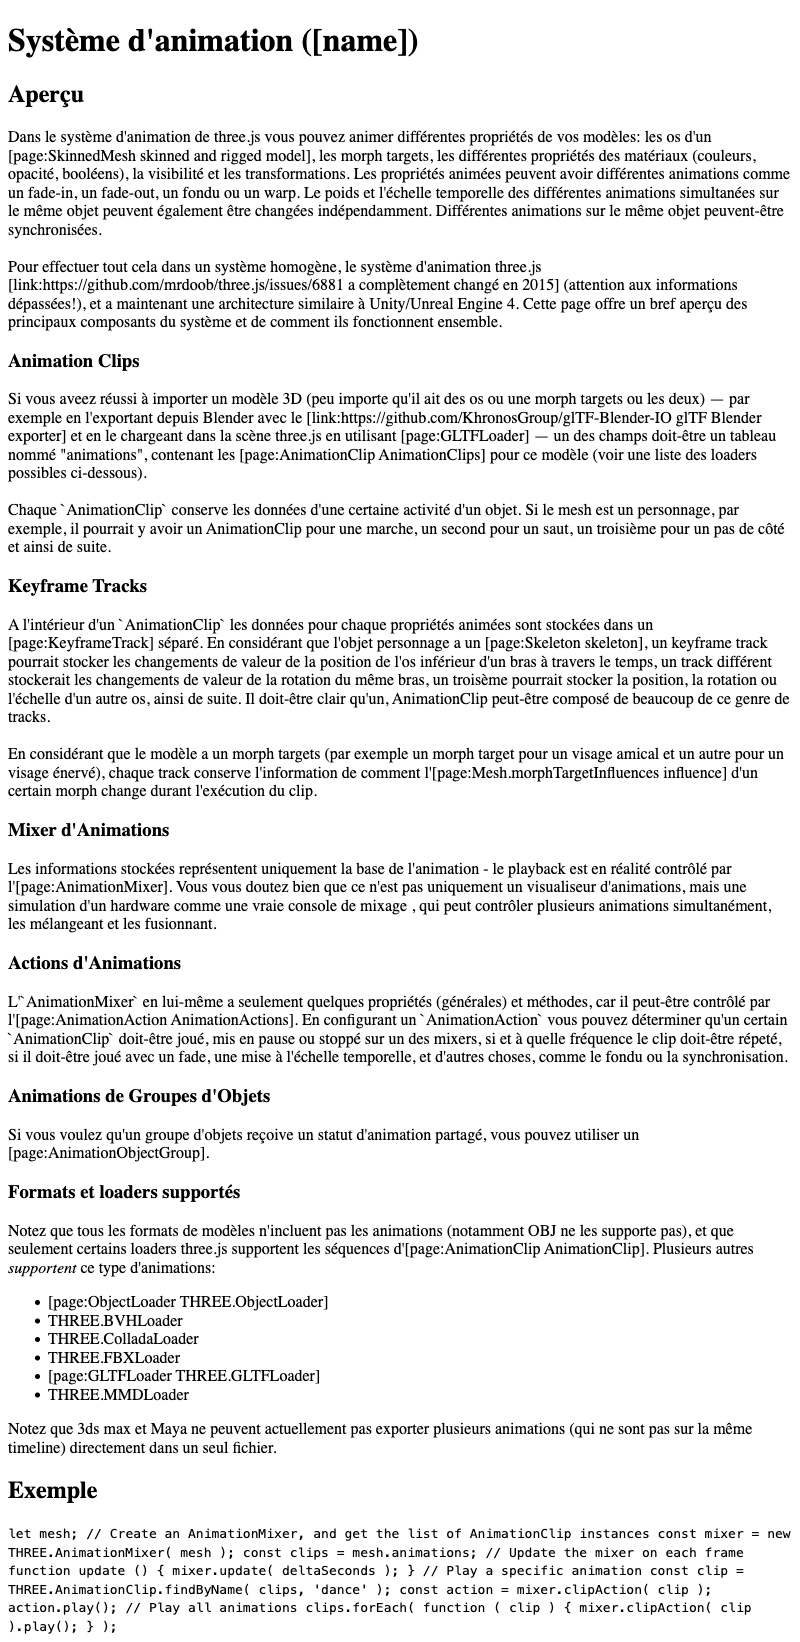 Système d'animation ([name])
Aperçu
Dans le système d'animation de three.js vous pouvez animer différentes propriétés de vos modèles: les os d'un
[page:SkinnedMesh skinned and rigged model], les morph targets, les différentes propriétés des matériaux (couleurs,
opacité, booléens), la visibilité et les transformations. Les propriétés animées peuvent avoir différentes animations comme
un fade-in, un fade-out, un fondu ou un warp. Le poids et l'échelle temporelle des différentes animations simultanées sur
le même objet peuvent également être changées indépendamment. Différentes animations sur le même objet peuvent-être
synchronisées.
Pour effectuer tout cela dans un système homogène, le système d'animation three.js
[link:https://github.com/mrdoob/three.js/issues/6881 a complètement changé en 2015] (attention aux informations
dépassées!), et a maintenant une architecture similaire à Unity/Unreal Engine 4. Cette page offre un bref aperçu des
principaux composants du système et de comment ils fonctionnent ensemble.
Animation Clips
Si vous aveez réussi à importer un modèle 3D (peu importe qu'il ait des os ou une morph targets ou les deux) — par
exemple en l'exportant depuis Blender avec le [link:https://github.com/KhronosGroup/glTF-Blender-IO glTF Blender
exporter] et en le chargeant dans la scène three.js en utilisant [page:GLTFLoader] — un des champs doit-être un tableau
nommé "animations", contenant les [page:AnimationClip AnimationClips] pour ce modèle (voir une liste des loaders
possibles ci-dessous).
Chaque `AnimationClip` conserve les données d'une certaine activité d'un objet. Si le mesh est un personnage, par
exemple, il pourrait y avoir un AnimationClip pour une marche, un second pour un saut, un troisième pour un pas de côté
et ainsi de suite.
Keyframe Tracks
A l'intérieur d'un `AnimationClip` les données pour chaque propriétés animées sont stockées dans un
[page:KeyframeTrack] séparé. En considérant que l'objet personnage a un [page:Skeleton skeleton], un keyframe track
pourrait stocker les changements de valeur de la position de l'os inférieur d'un bras à travers le temps, un track différent
stockerait les changements de valeur de la rotation du même bras, un troisème pourrait stocker la position, la rotation ou
l'échelle d'un autre os, ainsi de suite. Il doit-être clair qu'un, AnimationClip peut-être composé de beaucoup de ce genre de
tracks.
En considérant que le modèle a un morph targets (par exemple un morph target pour un visage amical et un autre pour un
visage énervé), chaque track conserve l'information de comment l'[page:Mesh.morphTargetInfluences influence] d'un
certain morph change durant l'exécution du clip.
Mixer d'Animations
Les informations stockées représentent uniquement la base de l'animation - le playback est en réalité contrôlé par
l'[page:AnimationMixer]. Vous vous doutez bien que ce n'est pas uniquement un visualiseur d'animations, mais une
simulation d'un hardware comme une vraie console de mixage , qui peut contrôler plusieurs animations simultanément,
les mélangeant et les fusionnant.
Actions d'Animations
L'`AnimationMixer` en lui-même a seulement quelques propriétés (générales) et méthodes, car il peut-être contrôlé par
l'[page:AnimationAction AnimationActions]. En configurant un `AnimationAction` vous pouvez déterminer qu'un certain
`AnimationClip` doit-être joué, mis en pause ou stoppé sur un des mixers, si et à quelle fréquence le clip doit-être répeté,
si il doit-être joué avec un fade, une mise à l'échelle temporelle, et d'autres choses, comme le fondu ou la synchronisation.
Animations de Groupes d'Objets
Si vous voulez qu'un groupe d'objets reçoive un statut d'animation partagé, vous pouvez utiliser un
[page:AnimationObjectGroup].
Formats et loaders supportés
Notez que tous les formats de modèles n'incluent pas les animations (notamment OBJ ne les supporte pas), et que
seulement certains loaders three.js supportent les séquences d'[page:AnimationClip AnimationClip]. Plusieurs autres
supportent ce type d'animations:
• [page:ObjectLoader THREE.ObjectLoader]
• THREE.BVHLoader
• THREE.ColladaLoader
• THREE.FBXLoader
• [page:GLTFLoader THREE.GLTFLoader]
• THREE.MMDLoader
Notez que 3ds max et Maya ne peuvent actuellement pas exporter plusieurs animations (qui ne sont pas sur la même
timeline) directement dans un seul fichier.
Exemple
let mesh; // Create an AnimationMixer, and get the list of AnimationClip instances const mixer = new
THREE.AnimationMixer( mesh ); const clips = mesh.animations; // Update the mixer on each frame
function update () { mixer.update( deltaSeconds ); } // Play a specific animation const clip =
THREE.AnimationClip.findByName( clips, 'dance' ); const action = mixer.clipAction( clip );
action.play(); // Play all animations clips.forEach( function ( clip ) { mixer.clipAction( clip
).play(); } );